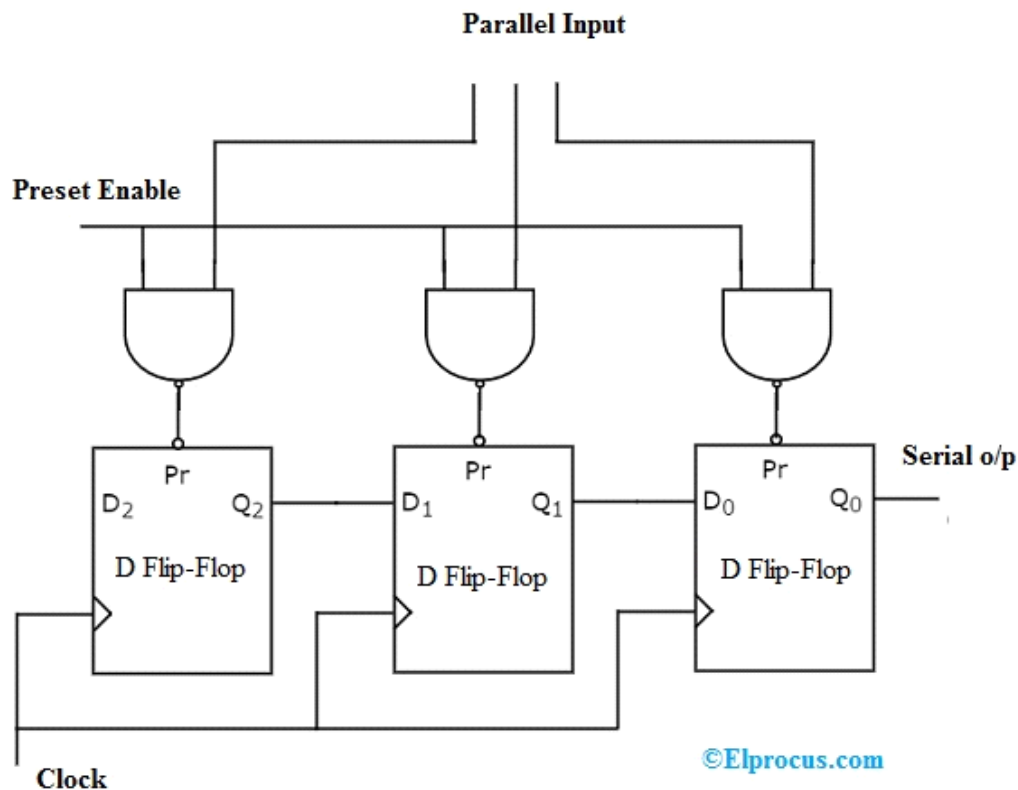 Parallel Input
Preset Enable
Serial o/p
Pr
D2
Q2
D Flip-Flop
Pr
D1
Q1
D Flip-Flop
Pr
D0
Q0
D Flip-Flop
©Elprocus.com
Clock